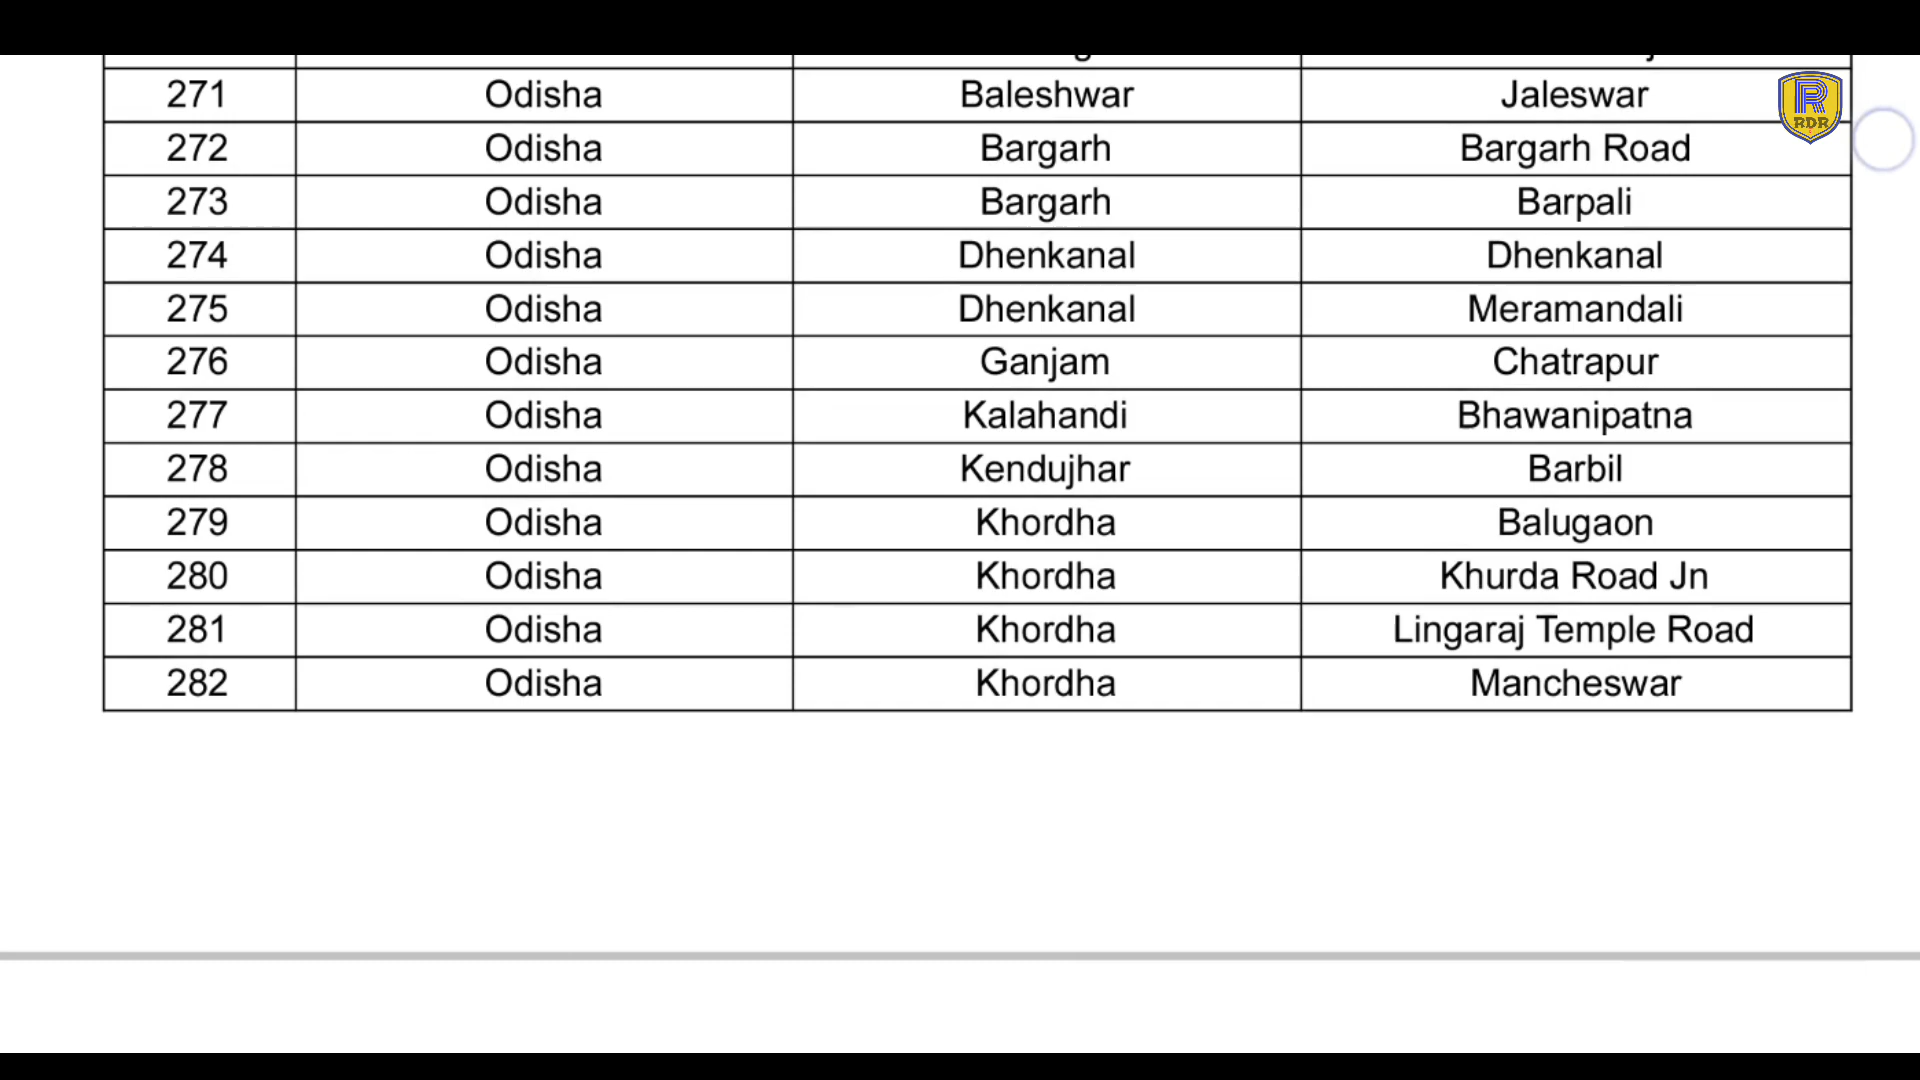 271 Odisha Baleshwar Jaleswar
R
RDR
272 Odisha Bargarh Bargarh Road
273 Odisha Bargarh Barpali
274 Odisha Dhenkanal Dhenkanal
275 Odisha Dhenkanal Meramandali
276 Odisha Ganjam Chatrapur
277 Odisha Kalahandi Bhawanipatna
278 Odisha Kendujhar Barbil
279 Odisha Khordha Balugaon
280 Odisha Khordha Khurda Road Jn
281 Odisha Khordha Lingaraj Temple Road
282 Odisha Khordha Mancheswar